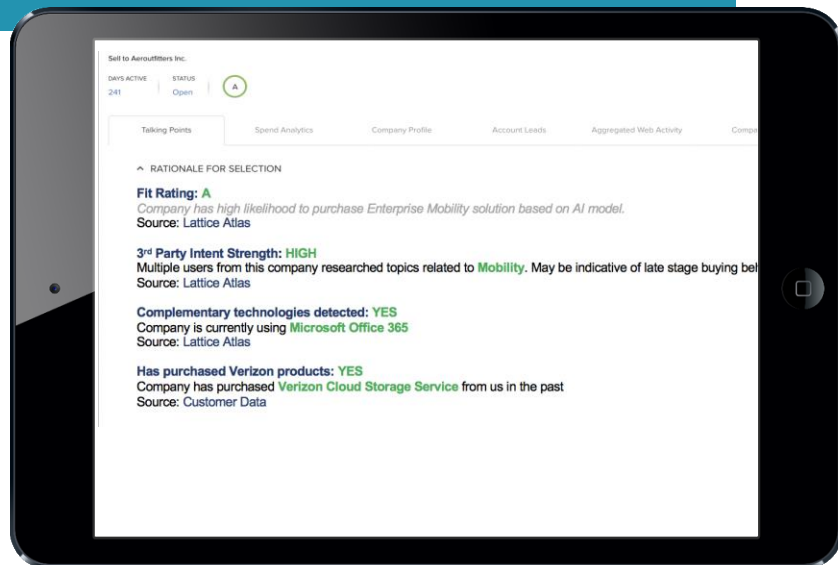 Sell to Aeroutfitters Inc.
DAYS ACTIVE STATUS
241 Open A
Talking Points Spend Analytics Company Profile Account Leads Aggregated Web Activity Compa
RATIONALE FOR SELECTION
Fit Rating: A
Company has high likelihood to purchase Enterprise Mobility solution based on AI model.
Source: Lattice Atlas
3rd Party Intent Strength: HIGH
Multiple users from this company researched topics related to Mobility. May be indicative of late stage buying beh
Source: Lattice Atlas
Complementary technologies detected: YES
Company is currently using Microsoft Office 365
Source: Lattice Atlas
Has purchased Verizon products: YES
Company has purchased Verizon Cloud Storage Service from us in the past
Source: Customer Data